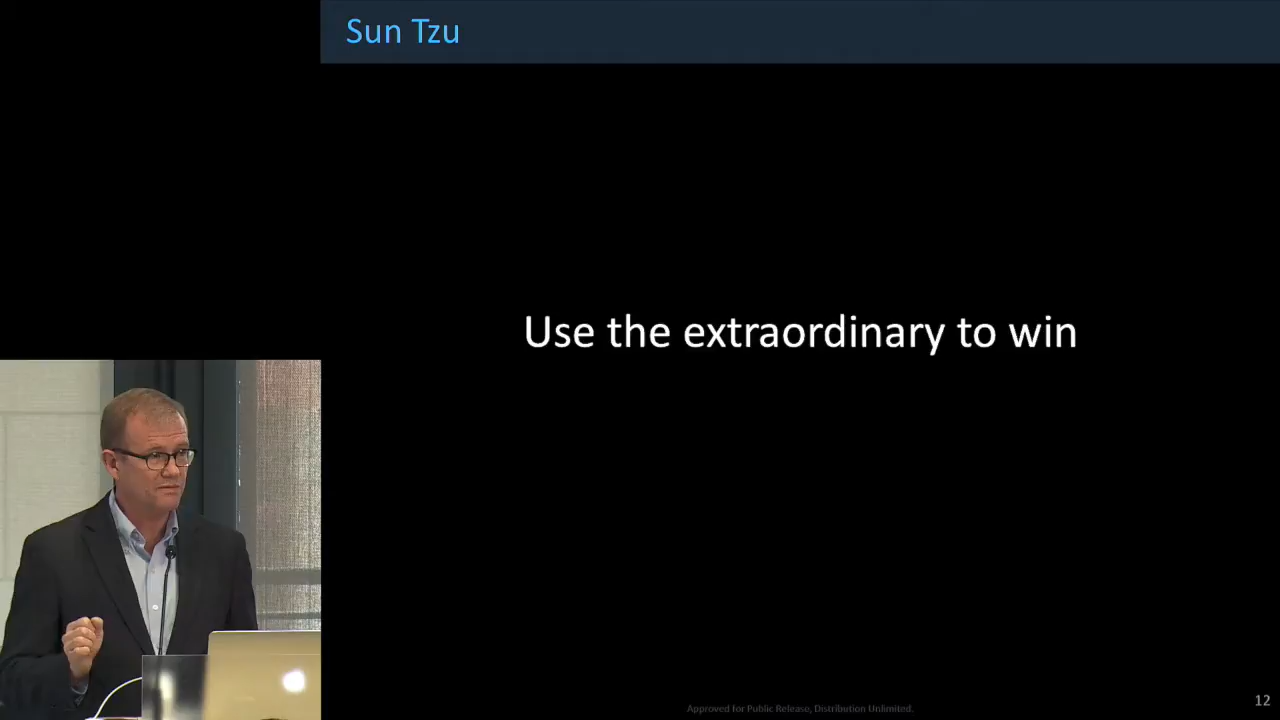 Sun Tzu
Use the extraordinary to win
Approved for Public Release, Distribution Unlimited.
12